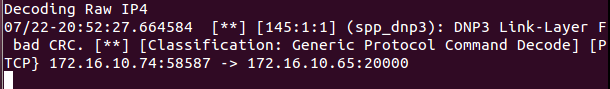 Decoding Raw IP4
07/22-20:52:27.664584  [**] [145:1:1] (spp_dnp3): DNP3 Link-Layer F
 bad CRC. [**] [Classification: Generic Protocol Command Decode] [P
TCP} 172.16.10.74:58587 -> 172.16.10.65:20000